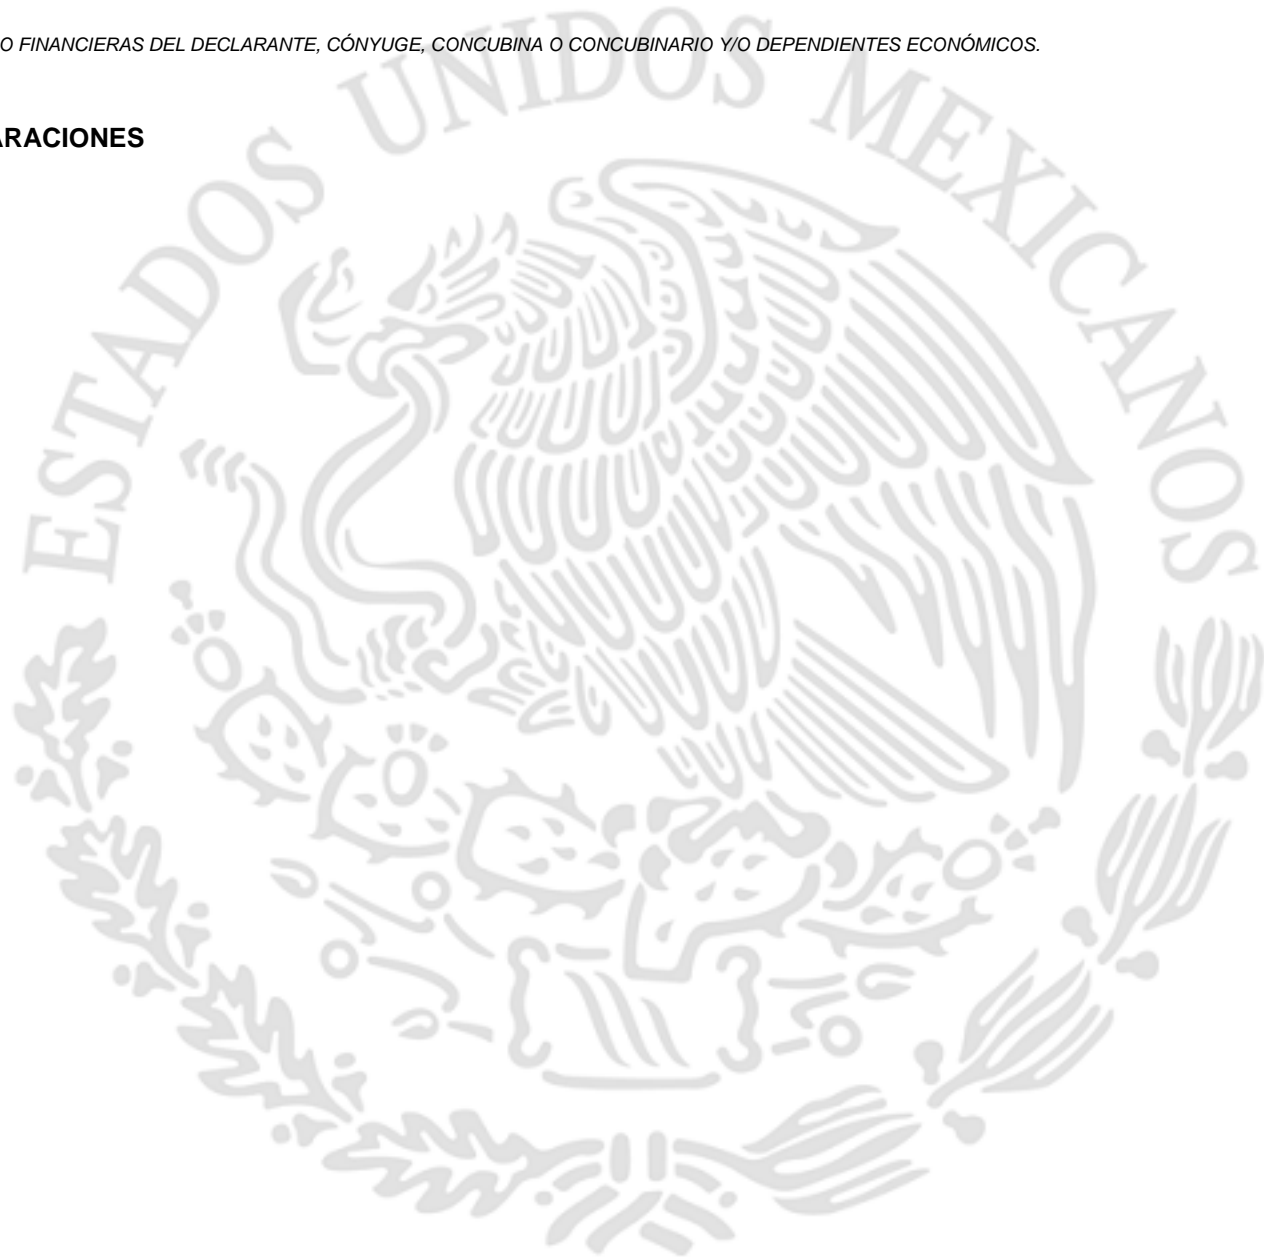 O FINANCIERAS DEL DECLARANTE, CÓNYUGE, CONCUBINA O CONCUBINARIO Y/O DEPENDIENTES ECONÓMICOS.
ARACIONES
ESTADOS UNIDOS MEXICANOS